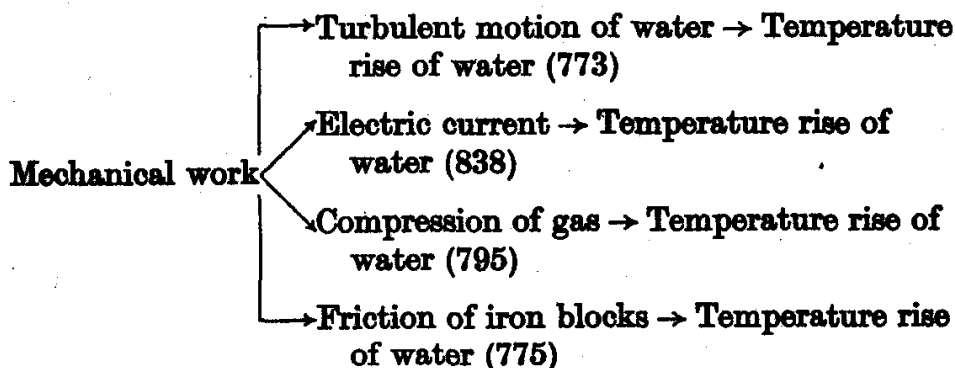 Turbulent motion of water → Temperature
rise of water (773)
Electric current → Temperature rise of
water (838)
Mechanical work
Compression of gas → Temperature rise of
water (795)
Friction of iron blocks → Temperature rise
of water (775)